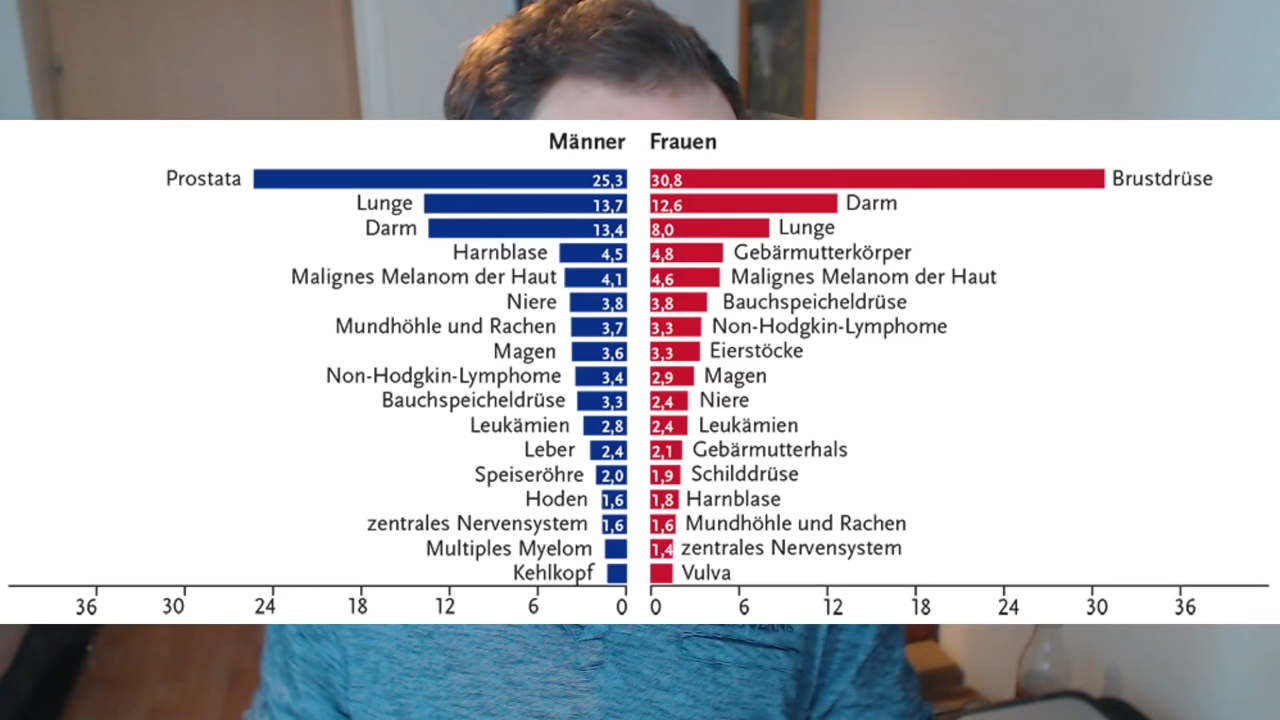 Männer Frauen
Prostata 25,3 30,8 Brustdrüse
Lunge 13,7 12,6 Darm
Darm 13,4 8,0 Lunge
Harnblase 4,5 4,8 Gebärmutterkörper
Malignes Melanom der Haut 4,1 4,6 Malignes Melanom der Haut
Niere 3,8 3,8 Bauchspeicheldrüse
Mundhöhle und Rachen 3,7 3,3 Non-Hodgkin-Lymphome
Magen 3,6 3,3 Eierstöcke
Non-Hodgkin-Lymphome 3,4 2,9 Magen
Bauchspeicheldrüse 3,3 2,4 Niere
Leukämien 2,8 2,4 Leukämien
Leber 2,4 2,1 Gebärmutterhals
Speiseröhre 2,0 1,9 Schilddrüse
Hoden 1,6 1,8 Harnblase
zentrales Nervensystem 1,6 1,6 Mundhöhle und Rachen
Multiples Myelom 1,4 zentrales Nervensystem
Kehlkopf Vulva
36 30 24 18 12 6 0 0 6 12 18 24 30 36